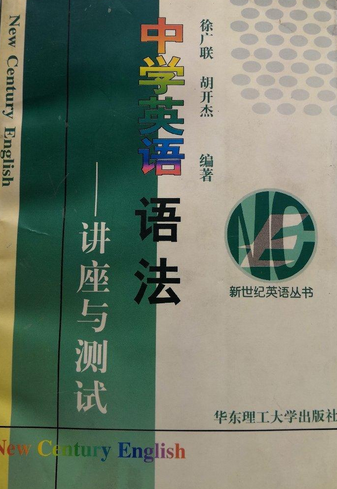 New Century English
徐广联 胡开杰 编著
中学英语语法
——讲座与测试
NEC
新世纪英语丛书
华东理工大学出版社
New Century English